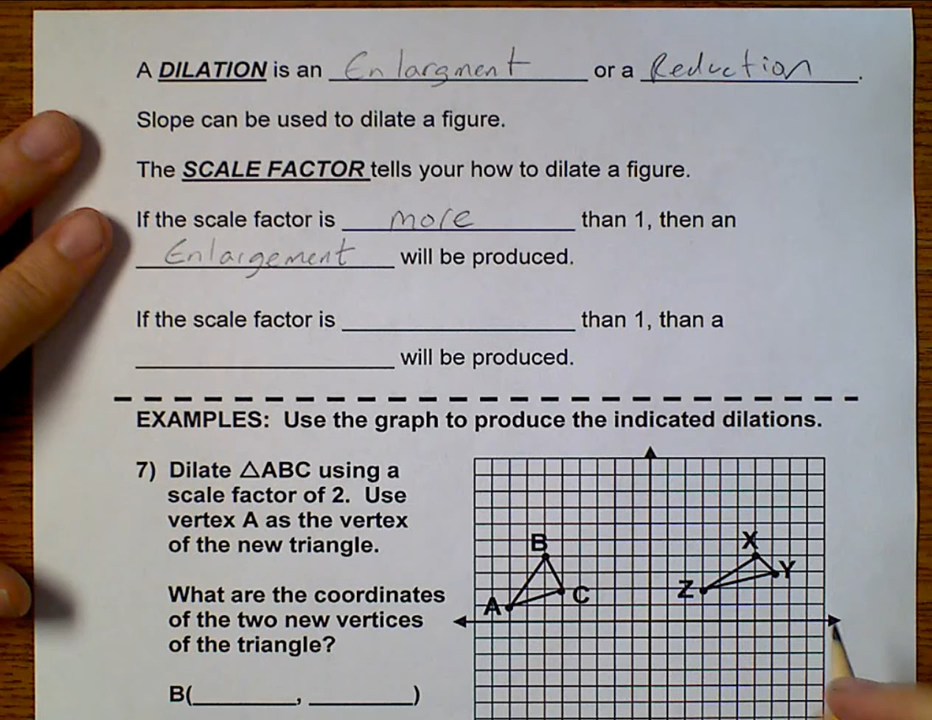 A DILATION is an Enlargment or a Reduction.
Slope can be used to dilate a figure.
The SCALE FACTOR tells your how to dilate a figure.
If the scale factor is more than 1, then an
Enlargement will be produced.
If the scale factor is ____________ than 1, than a
____________ will be produced.
EXAMPLES: Use the graph to produce the indicated dilations.
7) Dilate △ABC using a
scale factor of 2. Use
vertex A as the vertex
of the new triangle.
What are the coordinates
of the two new vertices
of the triangle?
B(________, ________)
B
A
C
X
Y
Z